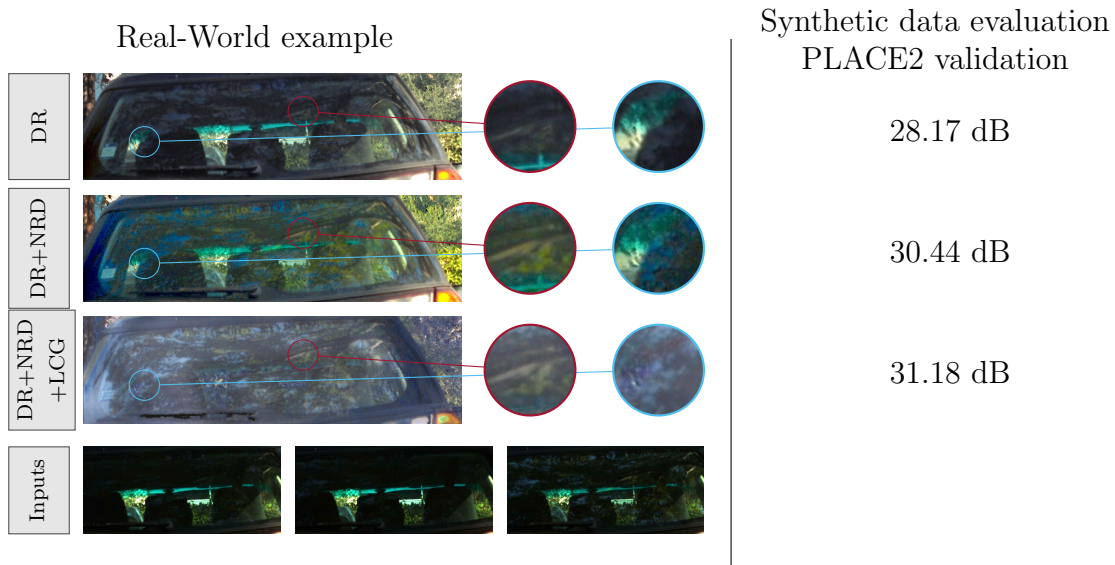 Real-World example
Synthetic data evaluation
PLACE2 validation
DR
28.17 dB
DR+NRD
30.44 dB
DR+NRD
+LCG
31.18 dB
Inputs